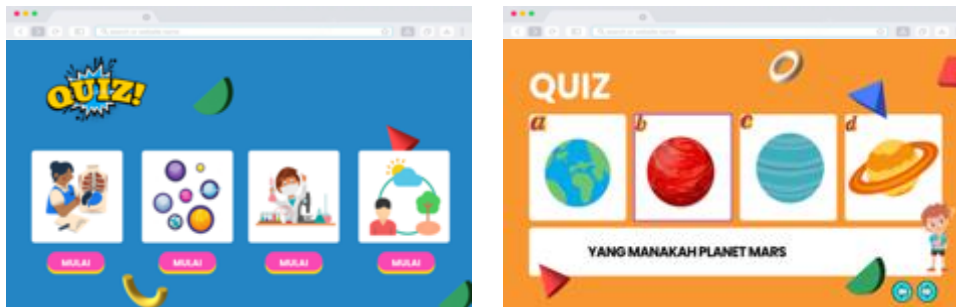 QUIZ!
MULAI
MULAI
MULAI
MULAI
QUIZ
a
b
c
d
YANG MANAKAH PLANET MARS